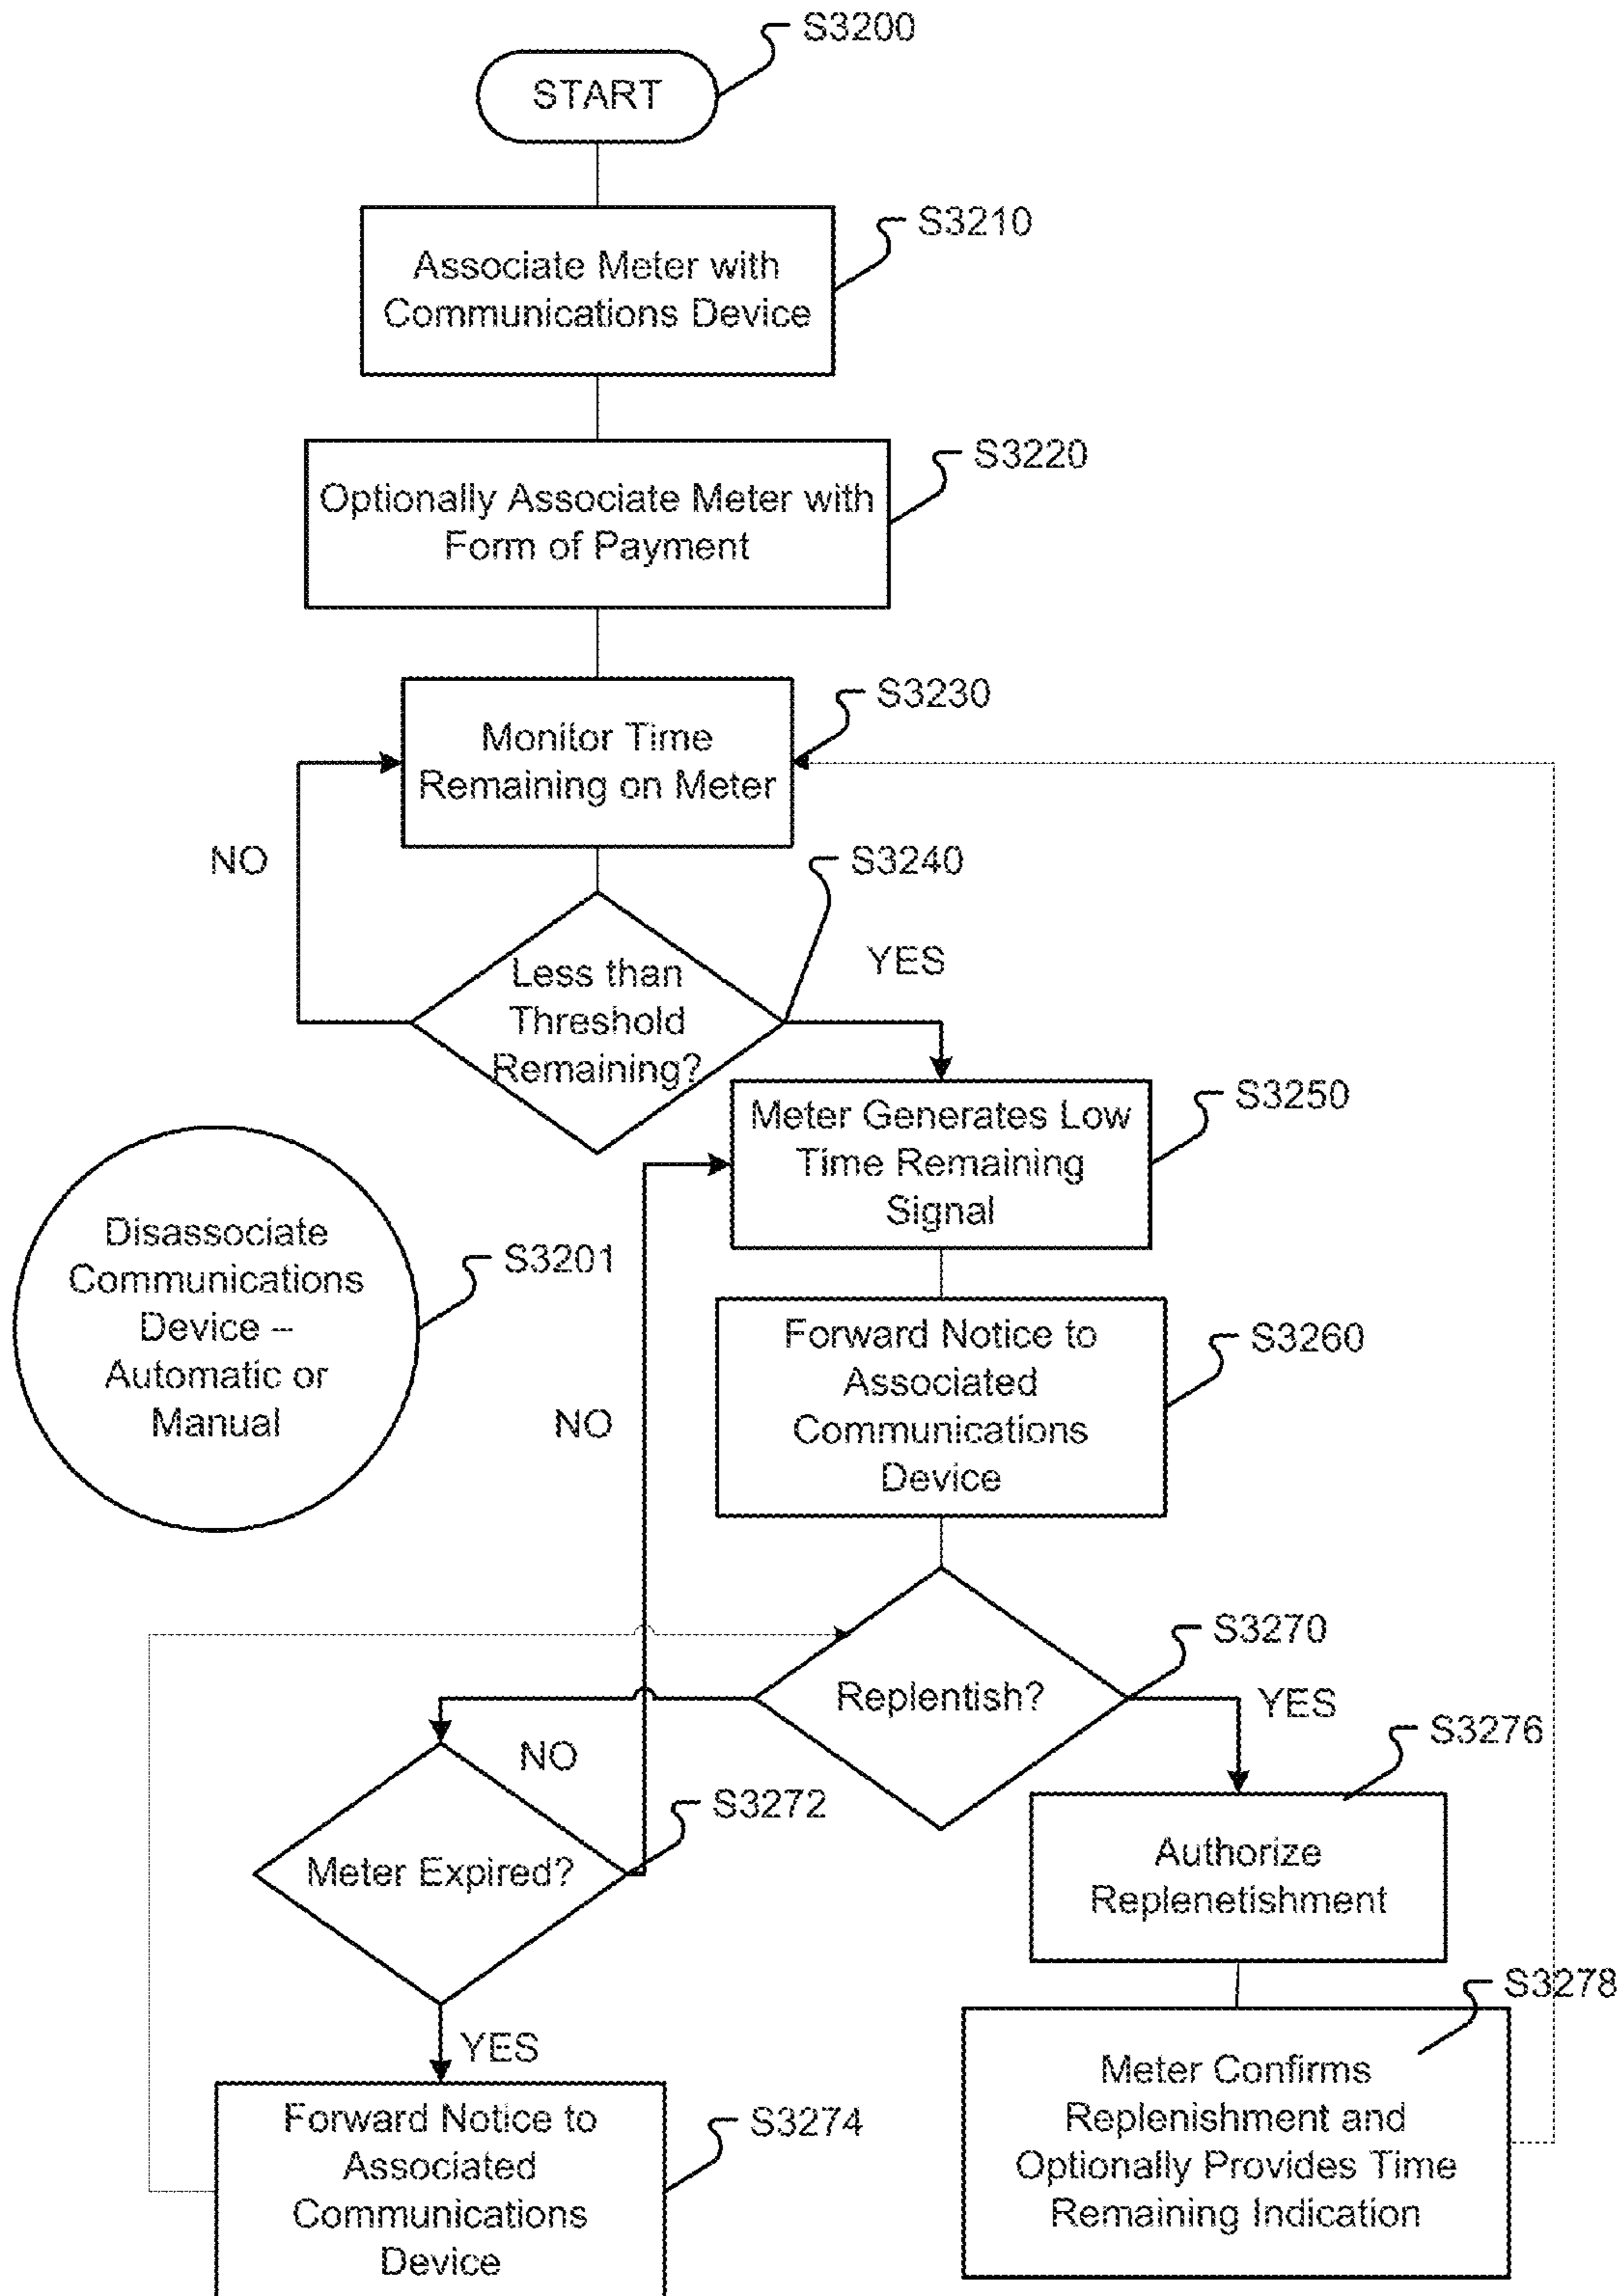 S3200
START
S3210
Associate Meter with
Communications Device
S3220
Optionally Associate Meter with
Form of Payment
S3230
Monitor Time
Remaining on Meter
NO
S3240
YES
Less than
Threshold
Remaining?
S3250
Meter Generates Low
Time Remaining
Signal
Disassociate
Communications
Device --
Automatic or
Manual
S3201
S3260
Forward Notice to
Associated
Communications
Device
NO
S3270
Replentish?
YES
S3276
NO
S3272
Meter Expired?
Authorize
Replenetishment
S3278
YES
Meter Confirms
Replenishment and
Optionally Provides Time
Remaining Indication
S3274
Forward Notice to
Associated
Communications
Device